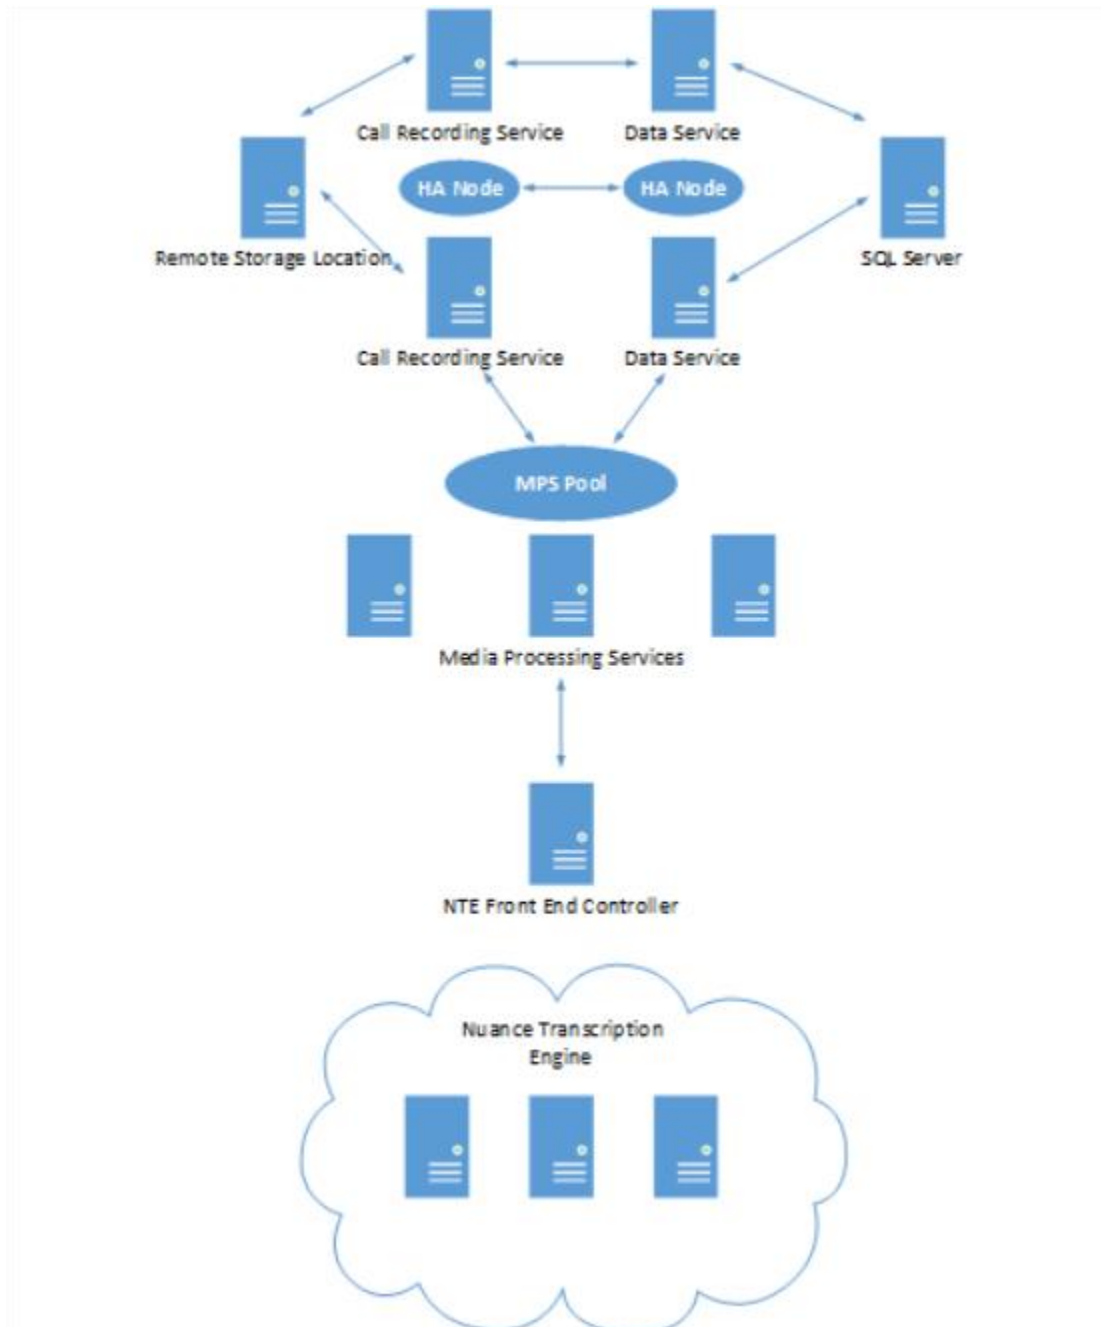 Call Recording Service
Data Service
HA Node
HA Node
Remote Storage Location
SQL Server
Call Recording Service
Data Service
MPS Pool
Media Processing Services
NTE Front End Controller
Nuance Transcription
Engine